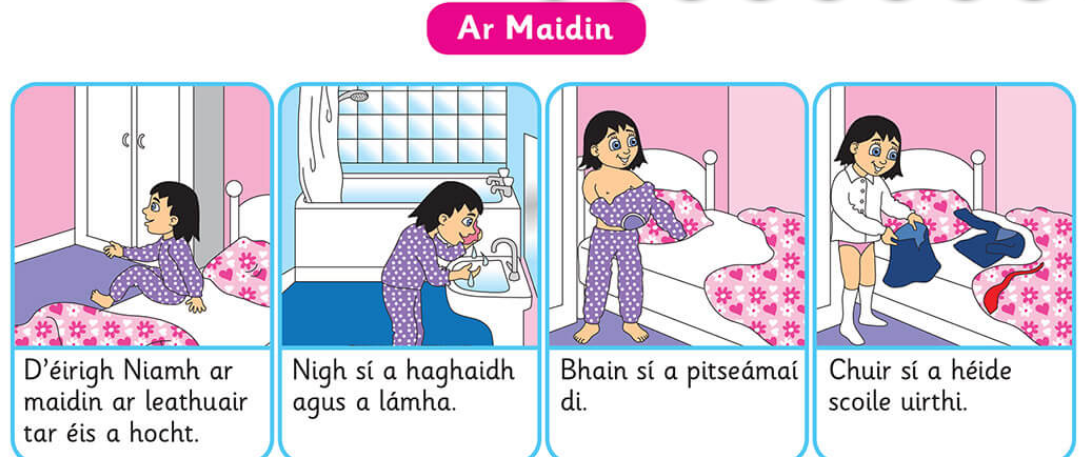 Ar Maidin
D'éirigh Niamh ar
maidin ar leathuair
tar éis a hocht.
Nigh sí a haghaidh
agus a lámha.
Bhain sí a pitseámaí
di.
Chuir sí a héide
scoile uirthi.